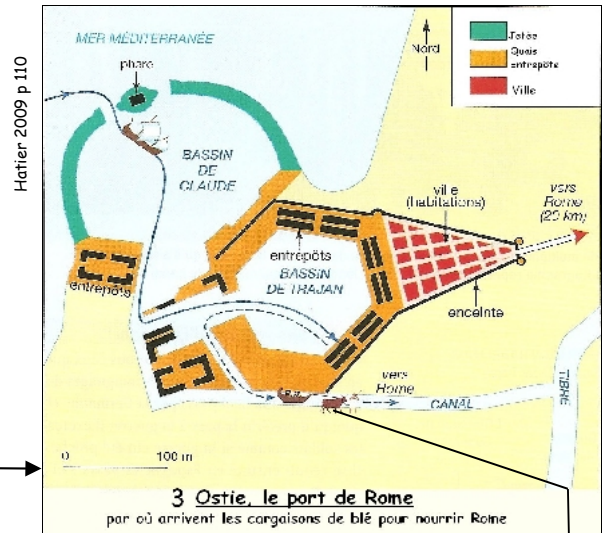 Hatier 2009 p 110
MER MÉDITERRANÉE
phare
Nord
Jetée
Quais
entrepôts
Ville
BASSIN
DE
CLAUDE
ville
(habitations)
vers
Rome
(20 km)
entrepôts
entrepôts
BASSIN
DE TRAJAN
enceinte
vers
Rome
CANAL
TIBRE
0 100 m
3 Ostie, le port de Rome
par où arrivent les cargaisons de blé pour nourrir Rome